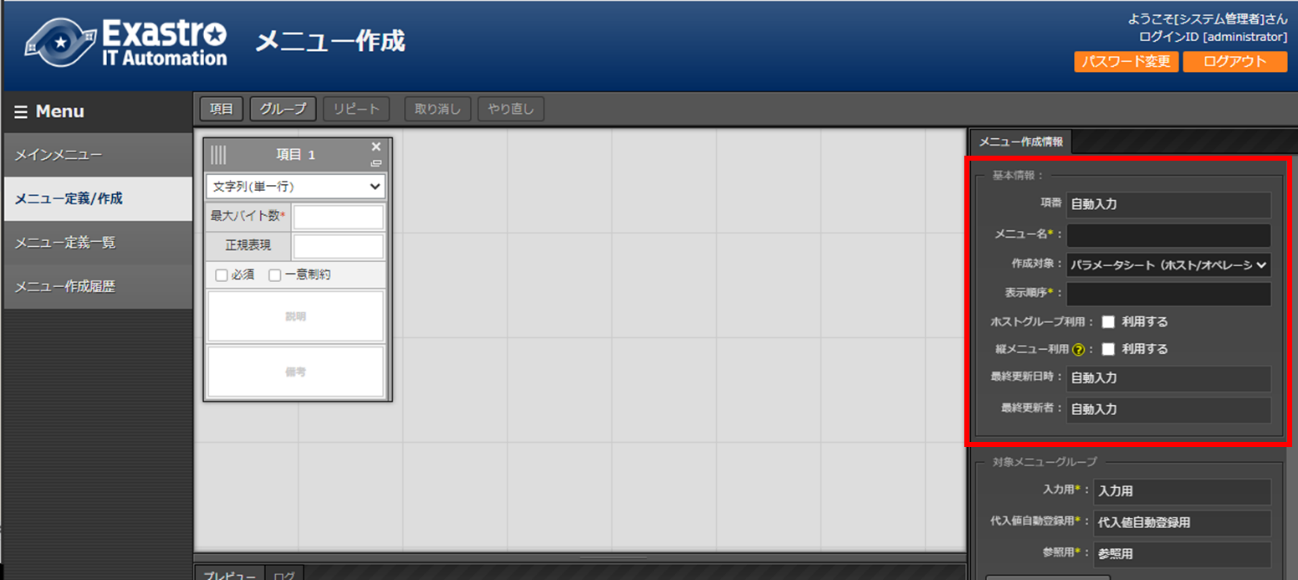 Exastro
IT Automation
メニュー作成
ようこそ[システム管理者]さん
ログインID [administrator]
パスワード変更
ログアウト
Menu
メインメニュー
メニュー定義/作成
メニュー定義一覧
メニュー作成履歴
項目
グループ
リピート
取り消し
やり直し
項目 1
文字列(単一行)
最大バイト数*
正規表現
必須
一意制約
説明
備考
メニュー作成情報
基本情報：
項番
自動入力
メニュー名*：
作成対象：
パラメータシート（ホスト/オペレーシ
表示順序*：
ホストグループ利用：
利用する
縦メニュー利用?：
利用する
最終更新日時：
自動入力
最終更新者：
自動入力
対象メニューグループ
入力用*：
入力用
代入値自動登録用*：
代入値自動登録用
参照用*：
参照用
プレビュー
ログ